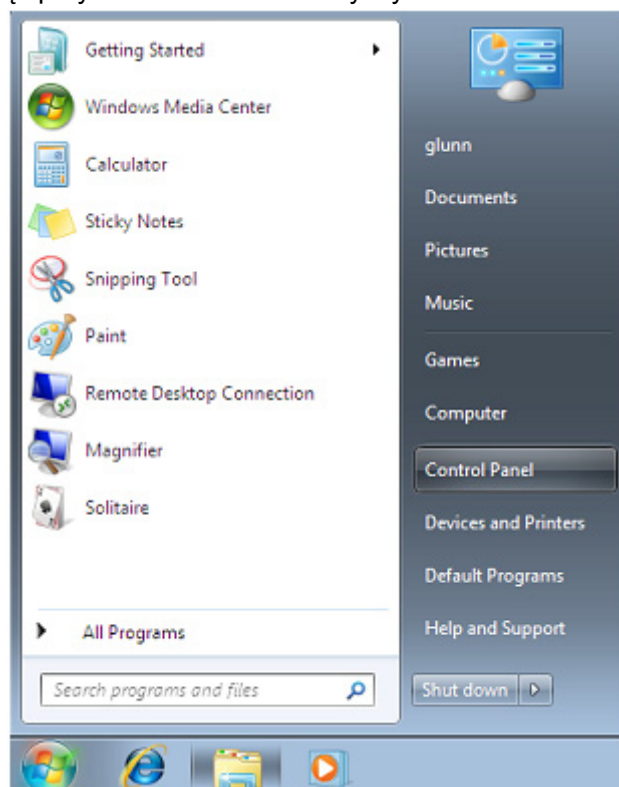 Getting Started
Windows Media Center
Calculator
Sticky Notes
Snipping Tool
Paint
Remote Desktop Connection
Magnifier
Solitaire
All Programs
Search programs and files
glunn
Documents
Pictures
Music
Games
Computer
Control Panel
Devices and Printers
Default Programs
Help and Support
Shut down